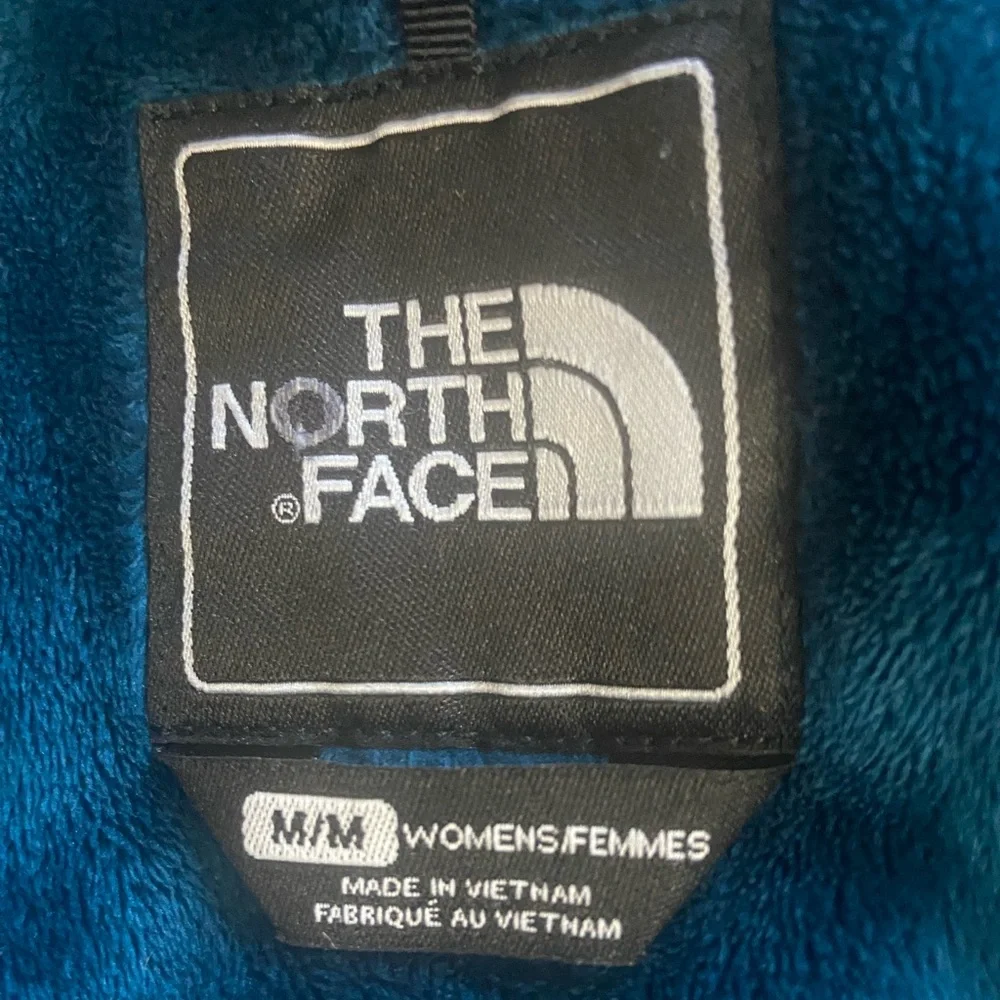 THE
NORTH
®FACE
M/M WOMENS/FEMMES
MADE IN VIETNAM
FABRIQUÉ AU VIETNAM